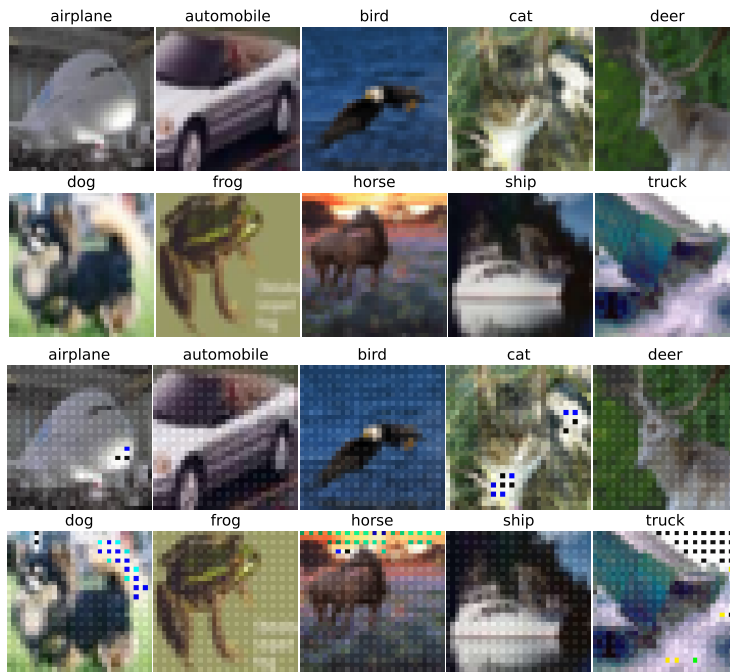 airplane automobile bird cat deer
dog frog horse ship truck
airplane automobile bird cat deer
dog frog horse ship truck